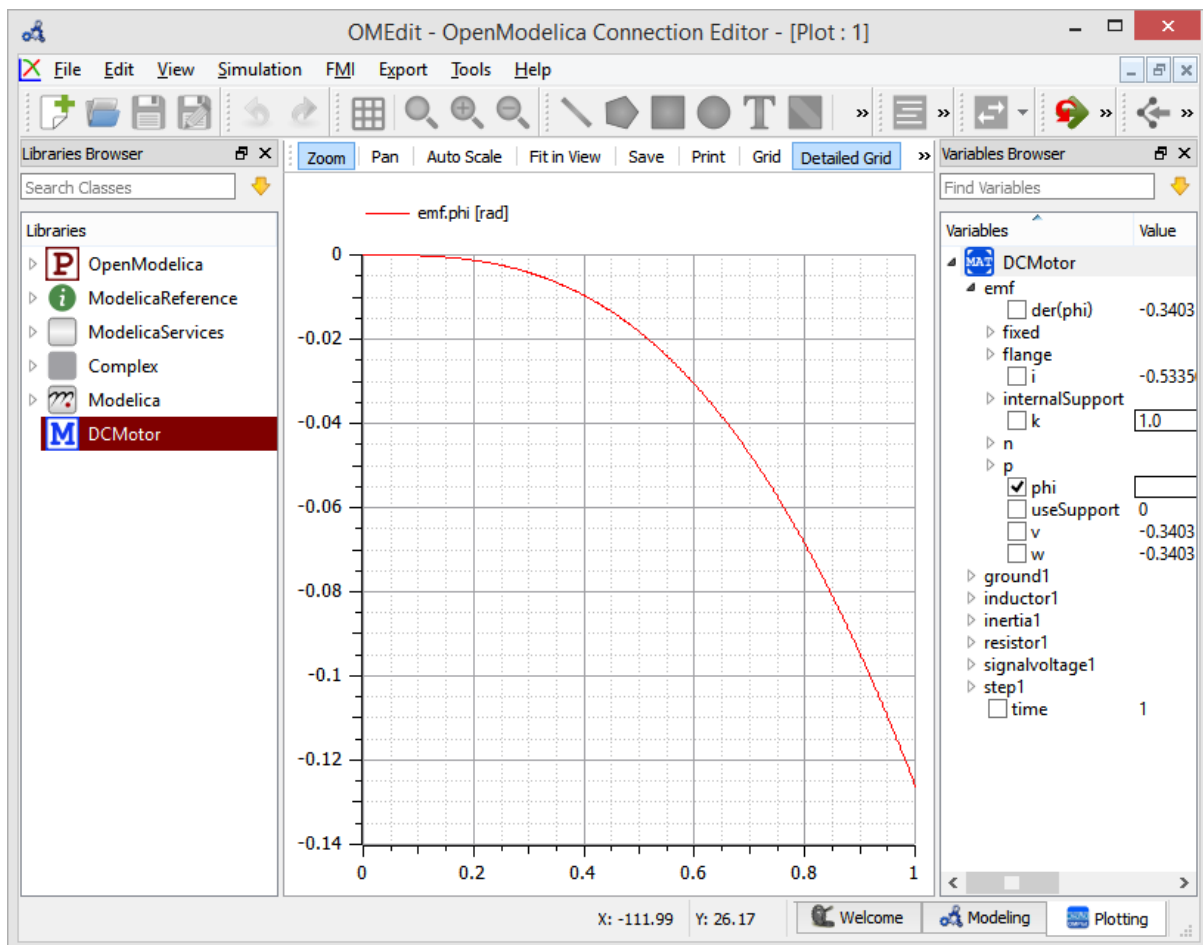 OMEdit - OpenModelica Connection Editor - [Plot : 1]
File Edit View Simulation FMI Export Tools Help
T » » »  »
Libraries Browser
Search Classes
Libraries
P OpenModelica
i ModelicaReference
ModelicaServices
Complex
m Modelica
M DCMotor
Zoom Pan Auto Scale Fit in View Save Print Grid Detailed Grid »
emf.phi [rad]
0
-0.02
-0.04
-0.06
-0.08
-0.1
-0.12
-0.14
0 0.2 0.4 0.6 0.8 1
Variables Browser
Find Variables
Variables Value
MAT DCMotor
emf
der(phi) -0.3403
fixed
flange
i -0.5335
internalSupport
k 1.0
n
p
phi
useSupport 0
v -0.3403
w -0.3403
ground1
inductor1
inertia1
resistor1
signalvoltage1
step1
time 1
X: -111.99 Y: 26.17 Welcome Modeling Plotting